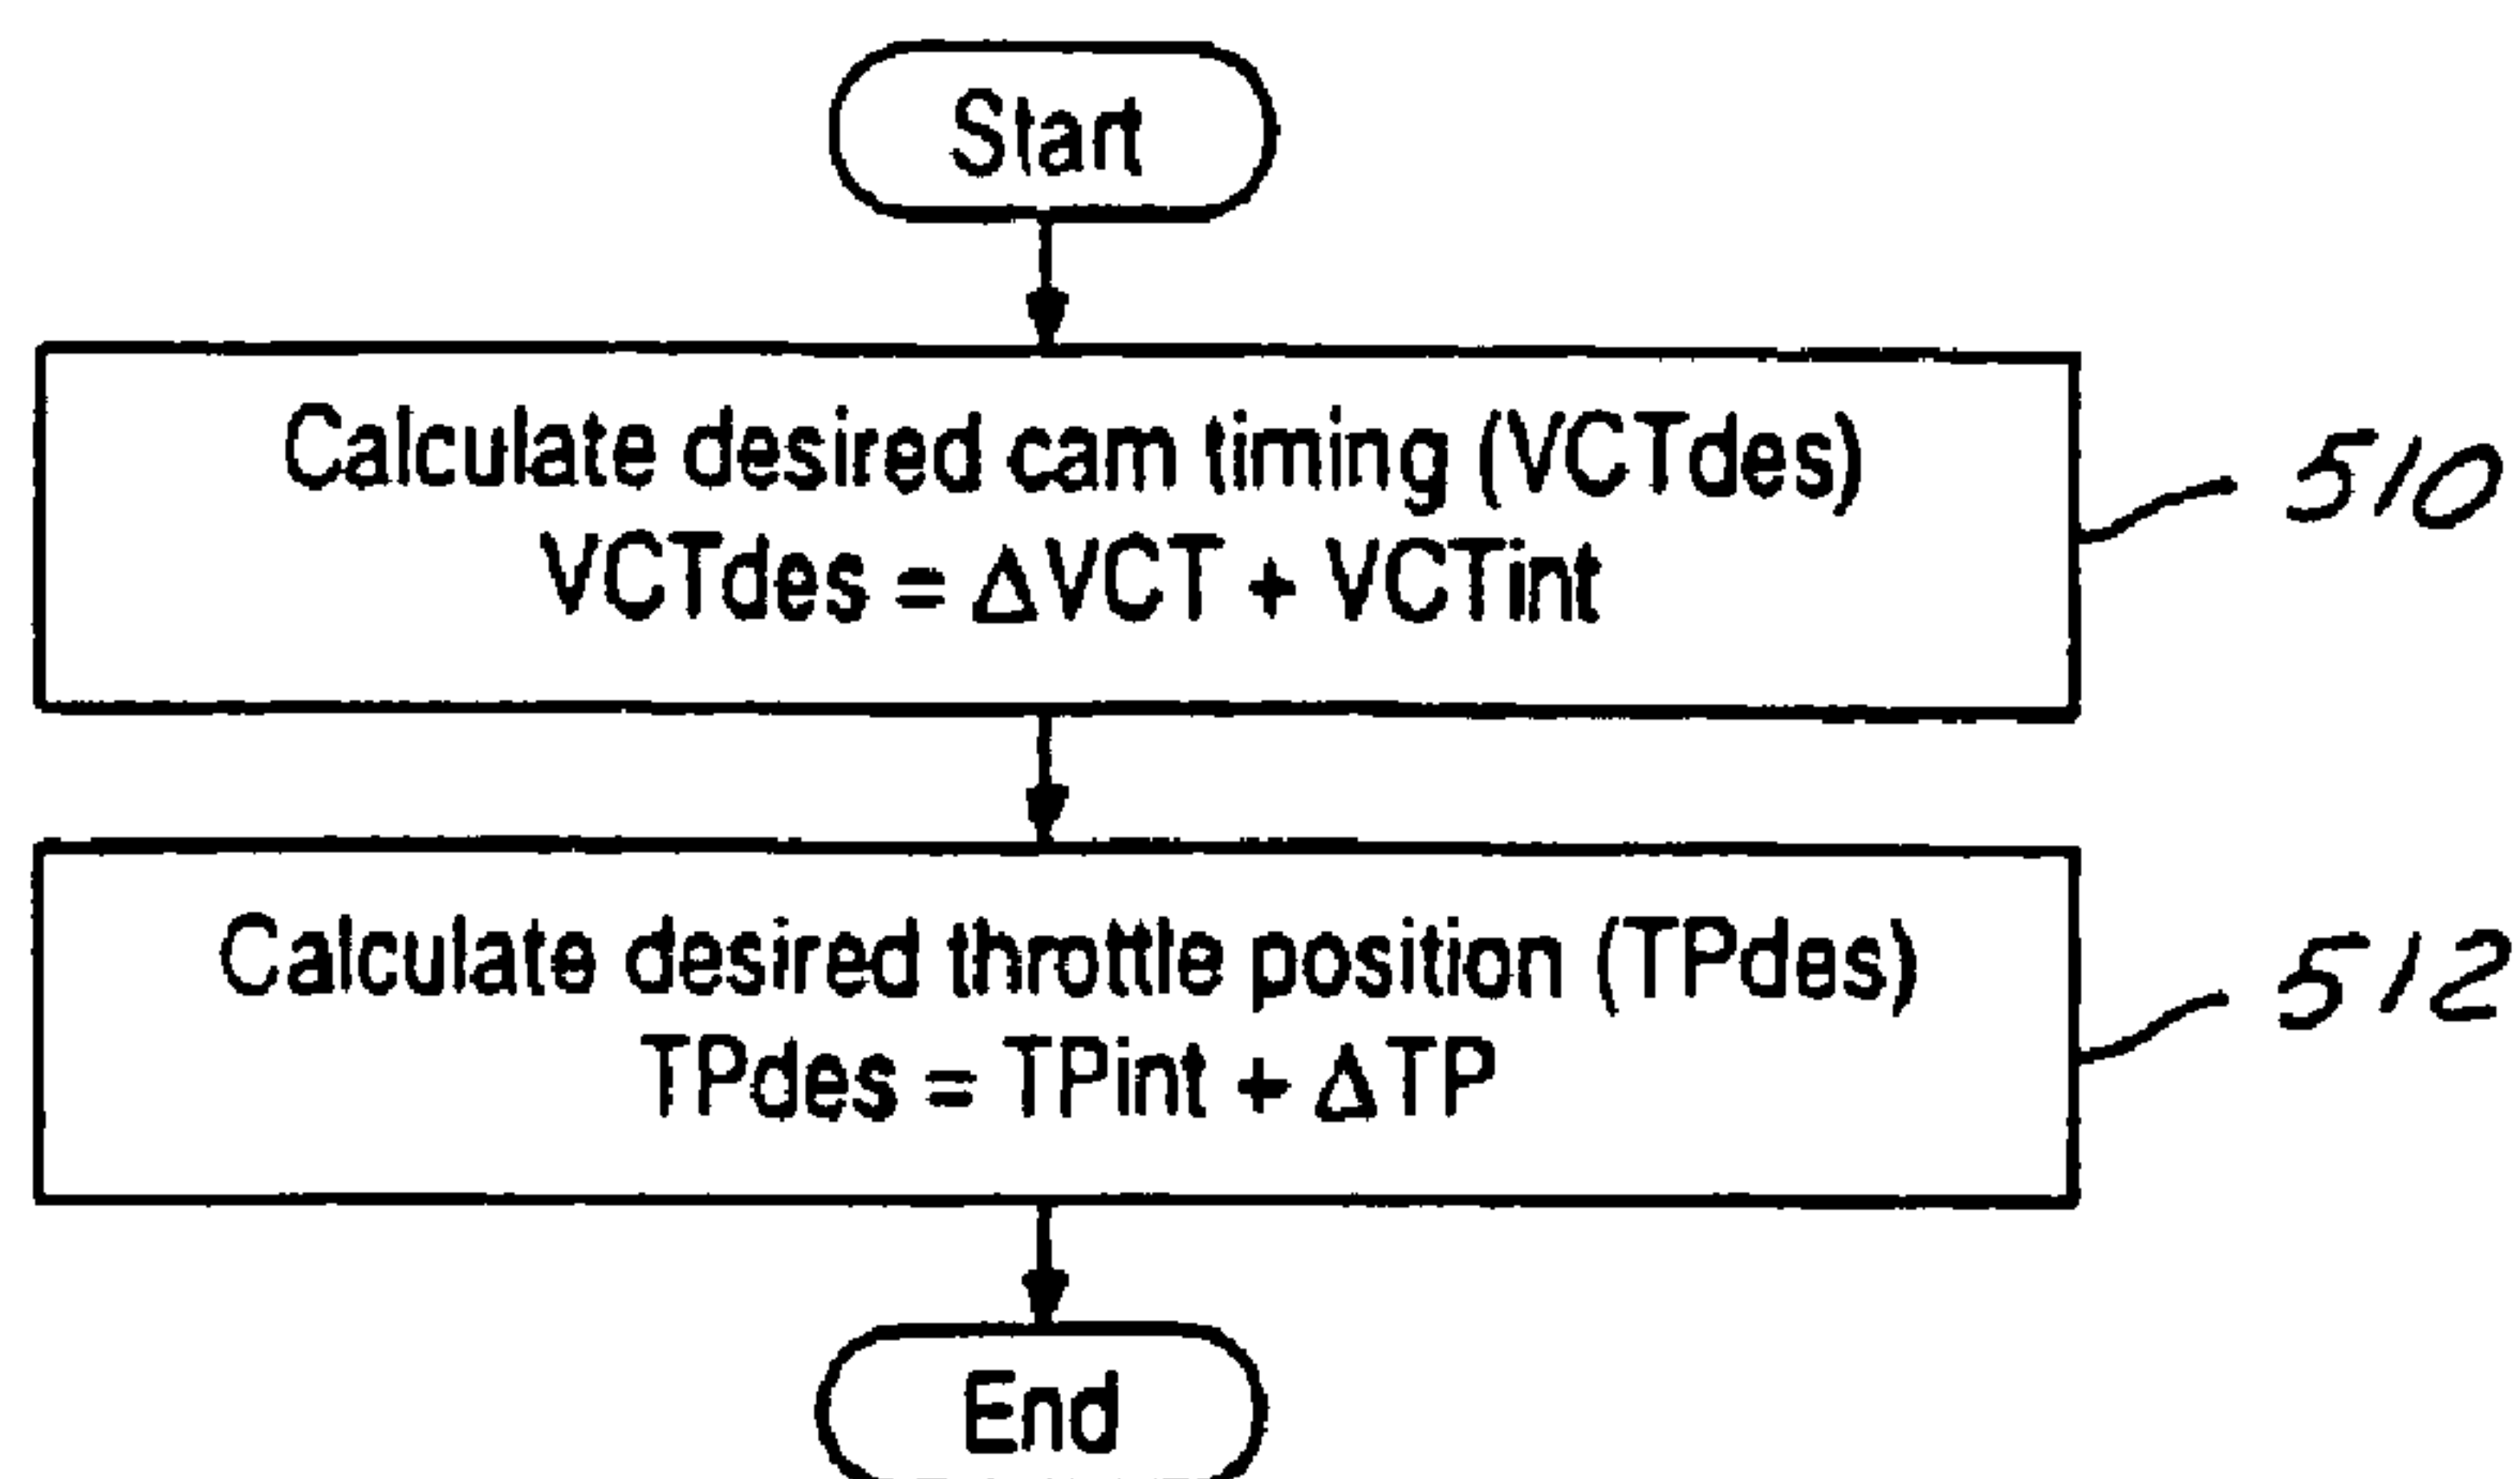 Start
Calculate desired cam timing (VCTdes)
VCTdes = ΔVCT + VCTint
510
Calculate desired throttle position (TPdes)
TPdes = TPint + ΔTP
512
End